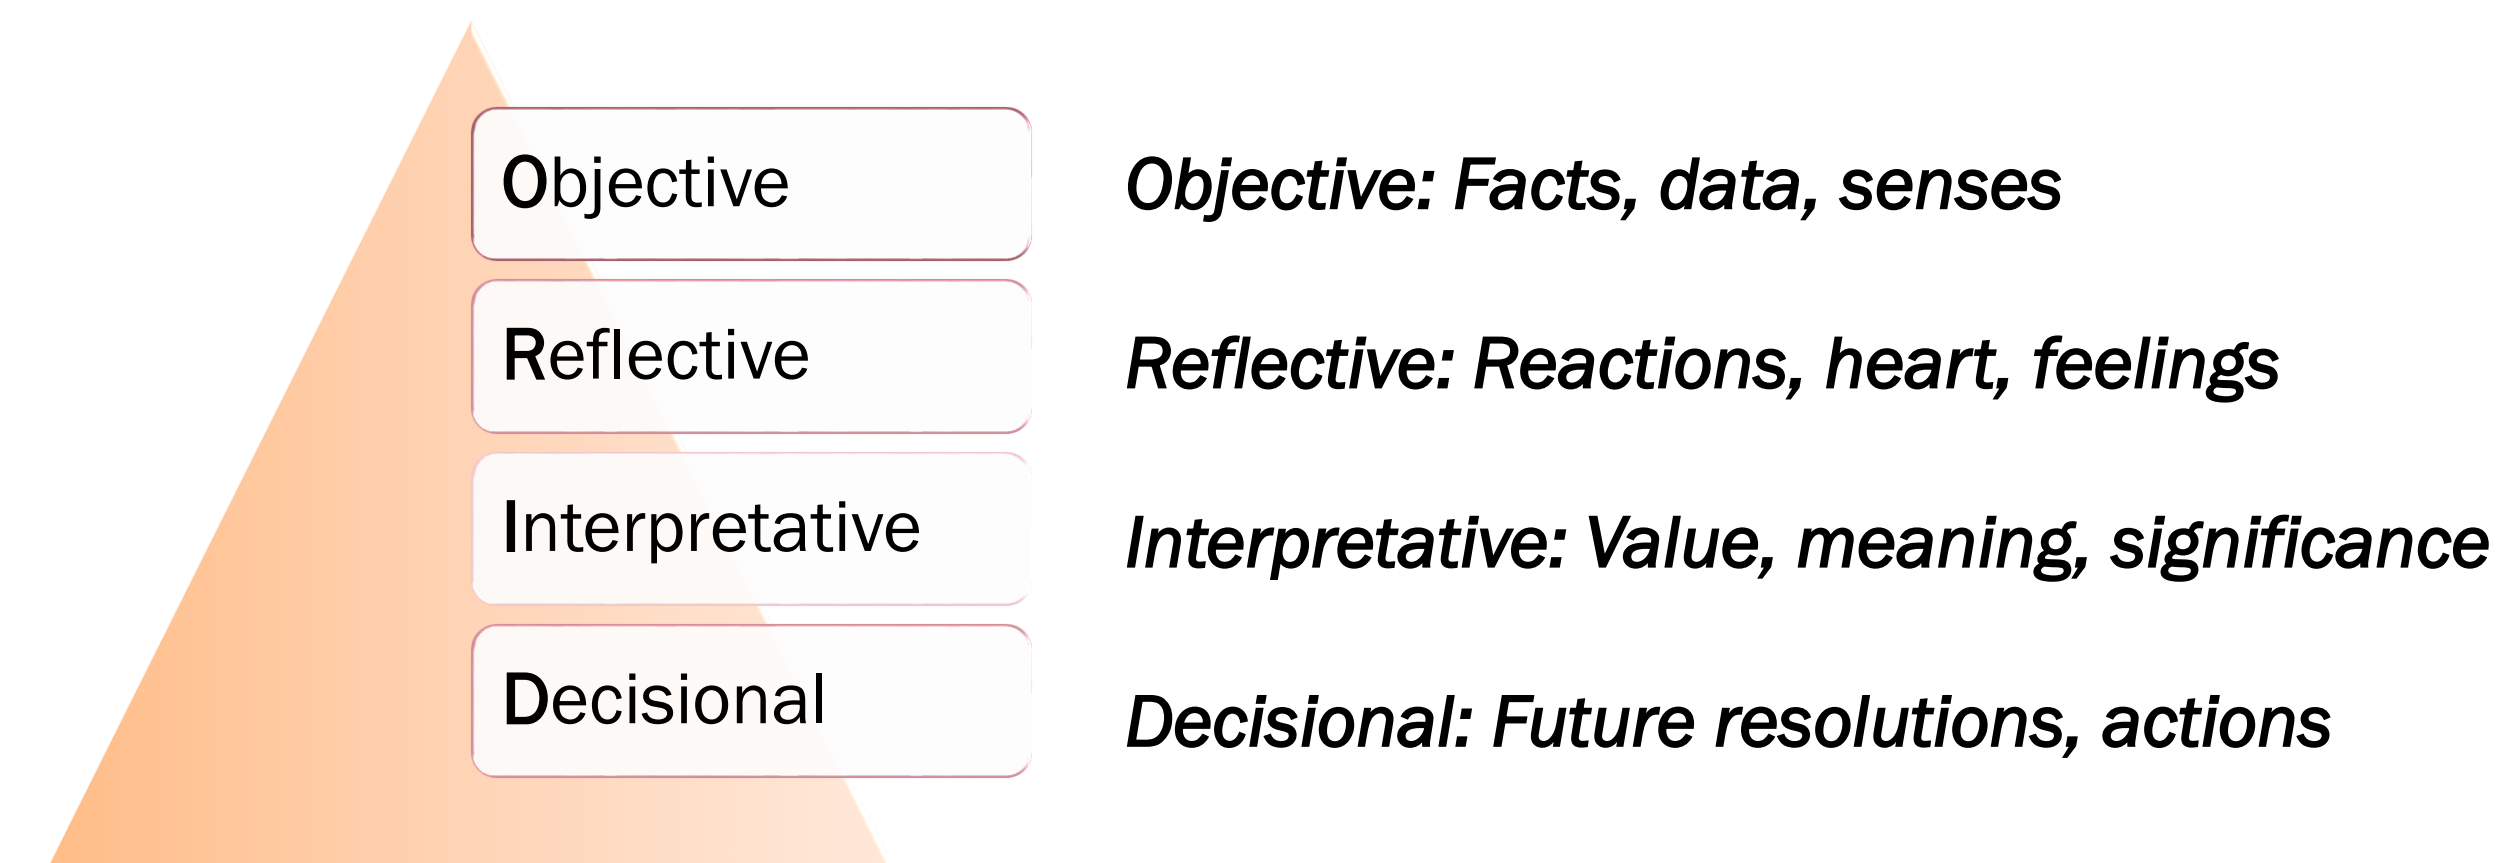 Objective
Objective: Facts, data, senses
Reflective
Reflective: Reactions, heart, feelings
Interpretative
Interpretative: Value, meaning, significance
Decisional
Decisional: Future resolutions, actions